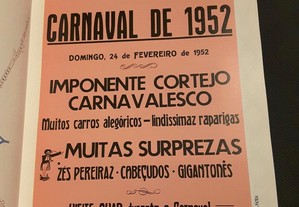 CARNAVAL DE 1952
DOMINGO, 24 de FEVEREIRO de 1952
IMPONENTE CORTEJO
CARNAVALESCO
Muitos carros alegóricos — lindissimaz raparigas
MUITAS SURPREZAS
ZÉS PEREIRAZ - CABEÇUDOS - GIGANTONES